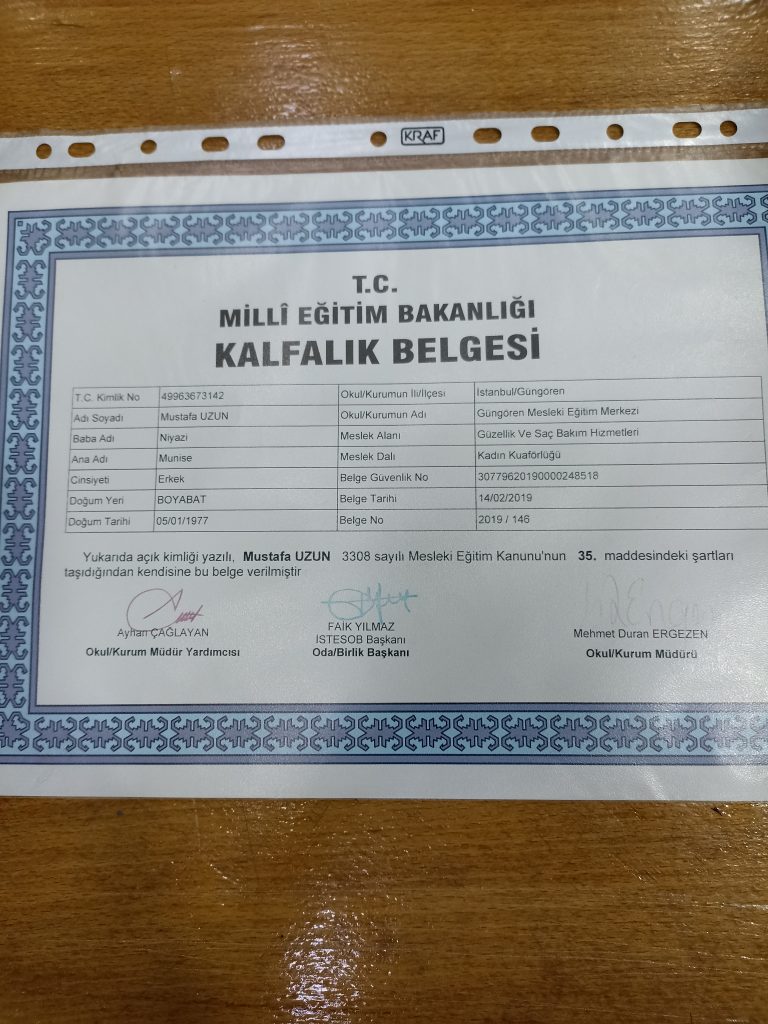 KRAF
T.C.
MİLLÎ EĞİTİM BAKANLIĞI
KALFALIK BELGESİ
T.C. Kimlik No 49963673142 Okul/Kurumun İli/İlçesi İstanbul/Güngören
Adı Soyadı Mustafa UZUN Okul/Kurumun Adı Güngören Mesleki Eğitim Merkezi
Baba Adı Niyazi Meslek Alanı Güzellik Ve Saç Bakım Hizmetleri
Ana Adı Munise Meslek Dalı Kadın Kuaförlüğü
Cinsiyeti Erkek Belge Güvenlik No 30779620190000248518
Doğum Yeri BOYABAT Belge Tarihi 14/02/2019
Doğum Tarihi 05/01/1977 Belge No 2019 / 146
Yukarıda açık kimliği yazılı, Mustafa UZUN 3308 sayılı Mesleki Eğitim Kanunu'nun 35. maddesindeki şartları
taşıdığından kendisine bu belge verilmiştir
Ayhan ÇAĞLAYAN FAİK YILMAZ Mehmet Duran ERGEZEN
İSTESOB Başkanı
Okul/Kurum Müdür Yardımcısı Oda/Birlik Başkanı Okul/Kurum Müdürü